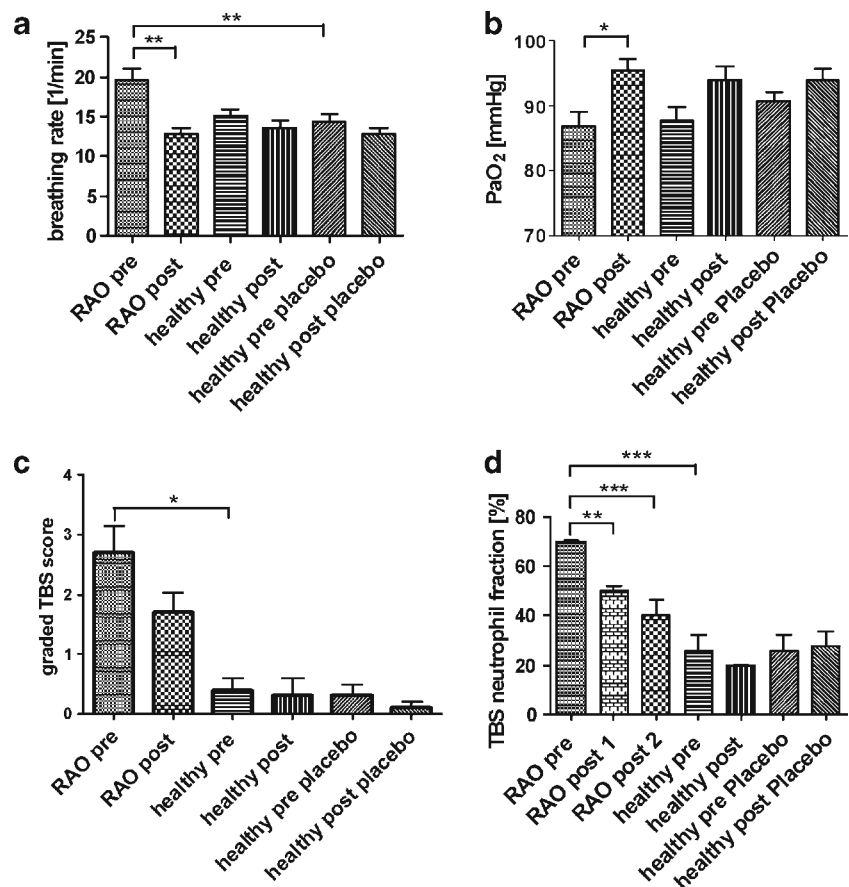 a
**
**
breathing rate [1/min]
25
20
15
10
5
0
RAO pre
RAO post
healthy pre
healthy post
healthy pre placebo
healthy post placebo
b
*
PaO₂ [mmHg]
100
90
80
70
RAO pre
RAO post
healthy pre
healthy post
healthy pre Placebo
healthy post Placebo
c
*
graded TBS score
4
3
2
1
0
RAO pre
RAO post
healthy pre
healthy post
healthy pre placebo
healthy post placebo
d
***
***
**
TBS neutrophil fraction [%]
80
60
40
20
0
RAO pre
RAO post 1
RAO post 2
healthy pre
healthy post
healthy pre Placebo
healthy post Placebo